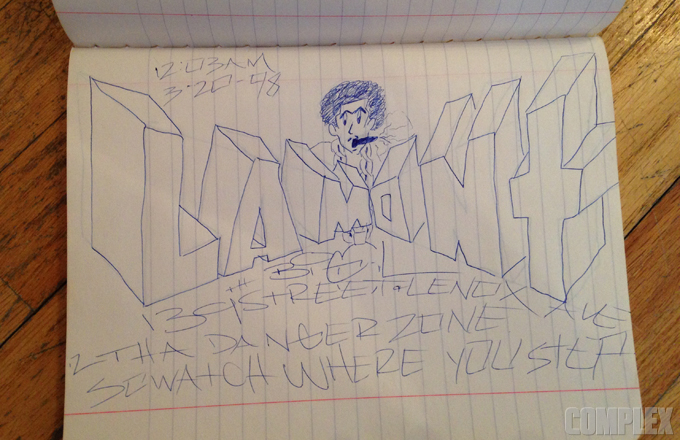 12:03AM
3-20-98
LAMONt
BIG L
139th STREET & LENOX AVE
2 THA DANGER ZONE
SO WATCH WHERE YOU STEP!
COMPLEX